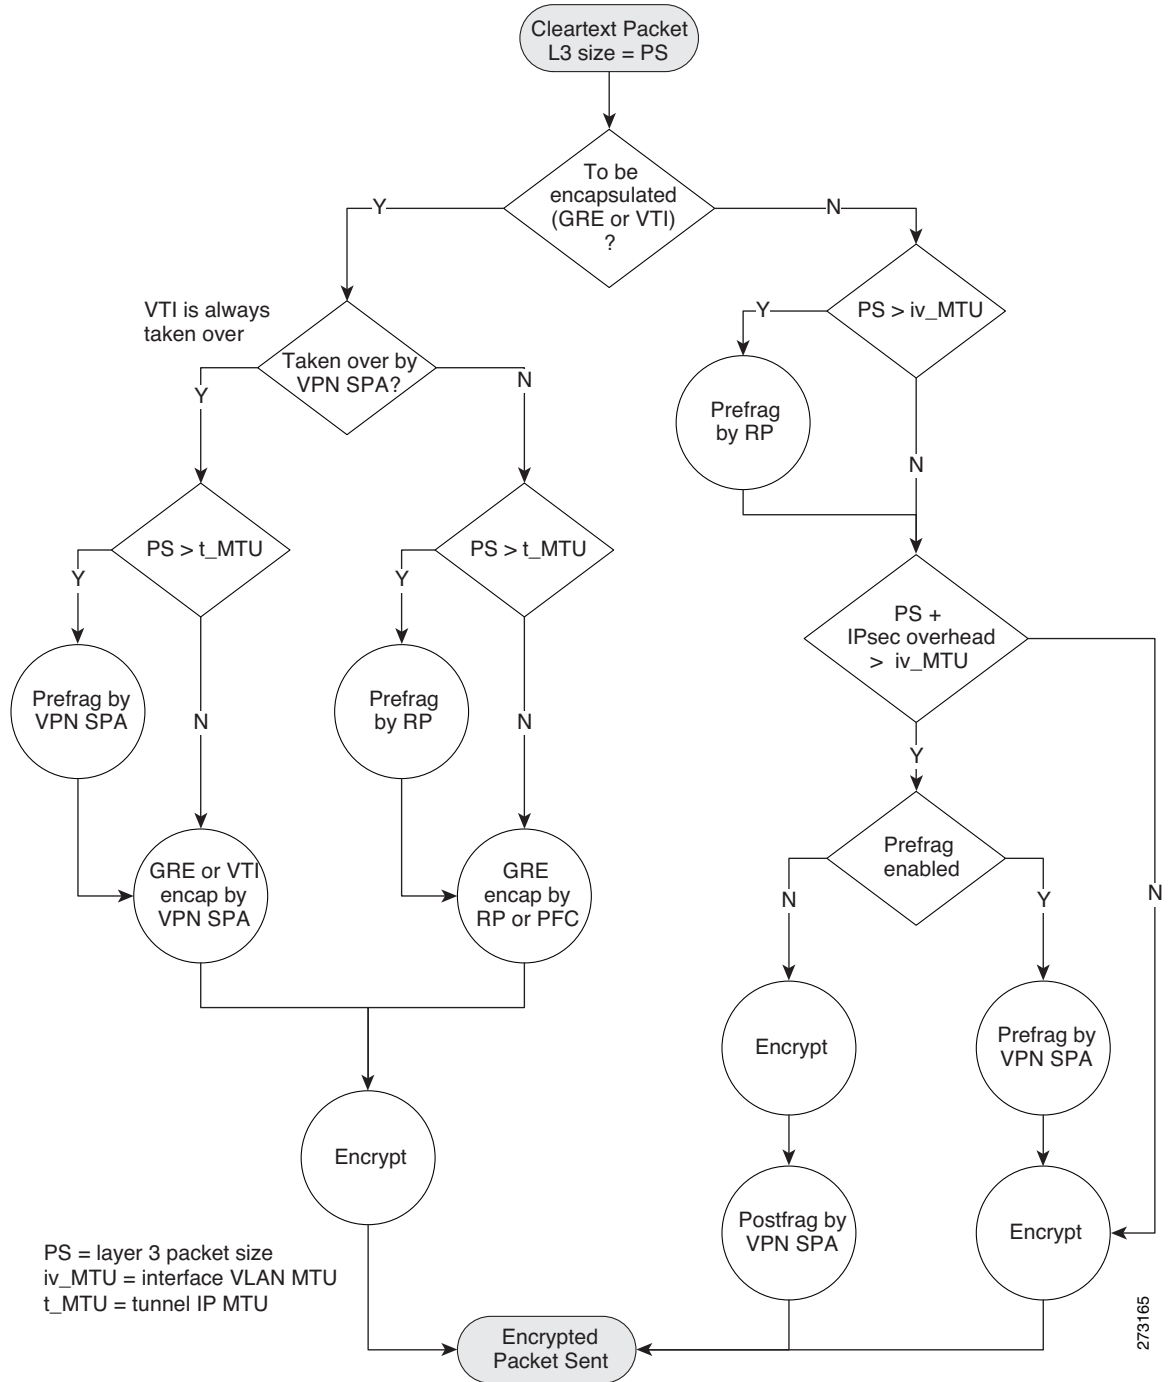 Cleartext Packet
L3 size = PS
To be
encapsulated
(GRE or VTI)
?
Y
N
VTI is always
taken over
Taken over by
VPN SPA?
Y
N
PS > iv_MTU
Y
Prefrag
by RP
N
PS > t_MTU
Y
Prefrag by
VPN SPA
N
PS > t_MTU
Y
Prefrag
by RP
N
PS +
IPsec overhead
> iv_MTU
Y
N
GRE or VTI
encap by
VPN SPA
GRE
encap by
RP or PFC
Prefrag
enabled
N
Y
Encrypt
Prefrag by
VPN SPA
Encrypt
Postfrag by
VPN SPA
Encrypt
PS = layer 3 packet size
iv_MTU = interface VLAN MTU
t_MTU = tunnel IP MTU
Encrypted
Packet Sent
273165